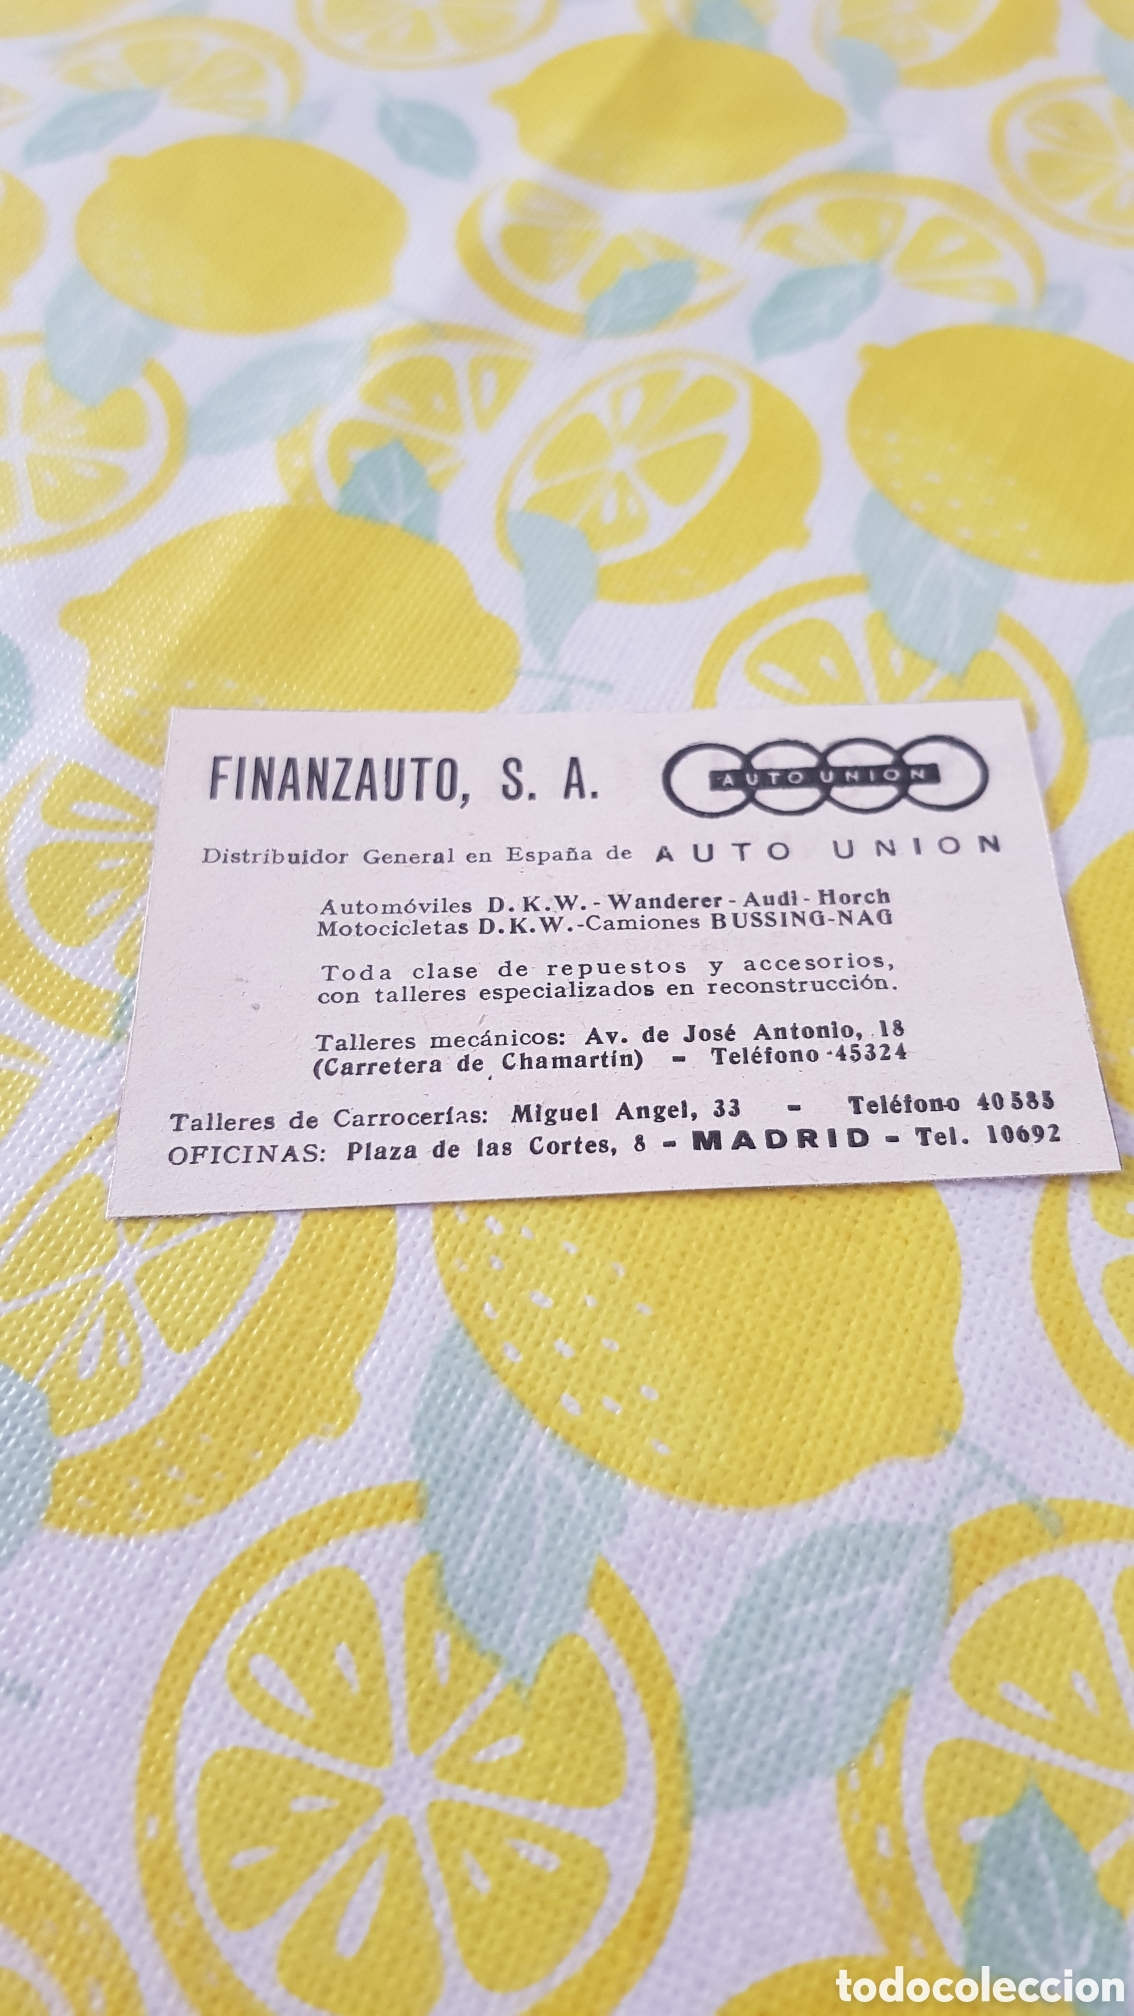 FINANZAUTO, S. A.
AUTO UNION
Distribuidor General en España de AUTO UNION
Automóviles D.K.W.-Wanderer-Audi-Horch
Motocicletas D.K.W.-Camiones BUSSING-NAG
Toda clase de repuestos y accesorios,
con talleres especializados en reconstrucción.
Talleres mecánicos: Av. de José Antonio, 18
(Carretera de Chamartín) - Teléfono 45324
Talleres de Carrocerías: Miguel Angel, 33 - Teléfono 40585
OFICINAS: Plaza de las Cortes, 8 - MADRID - Tel. 10692
todocoleccion